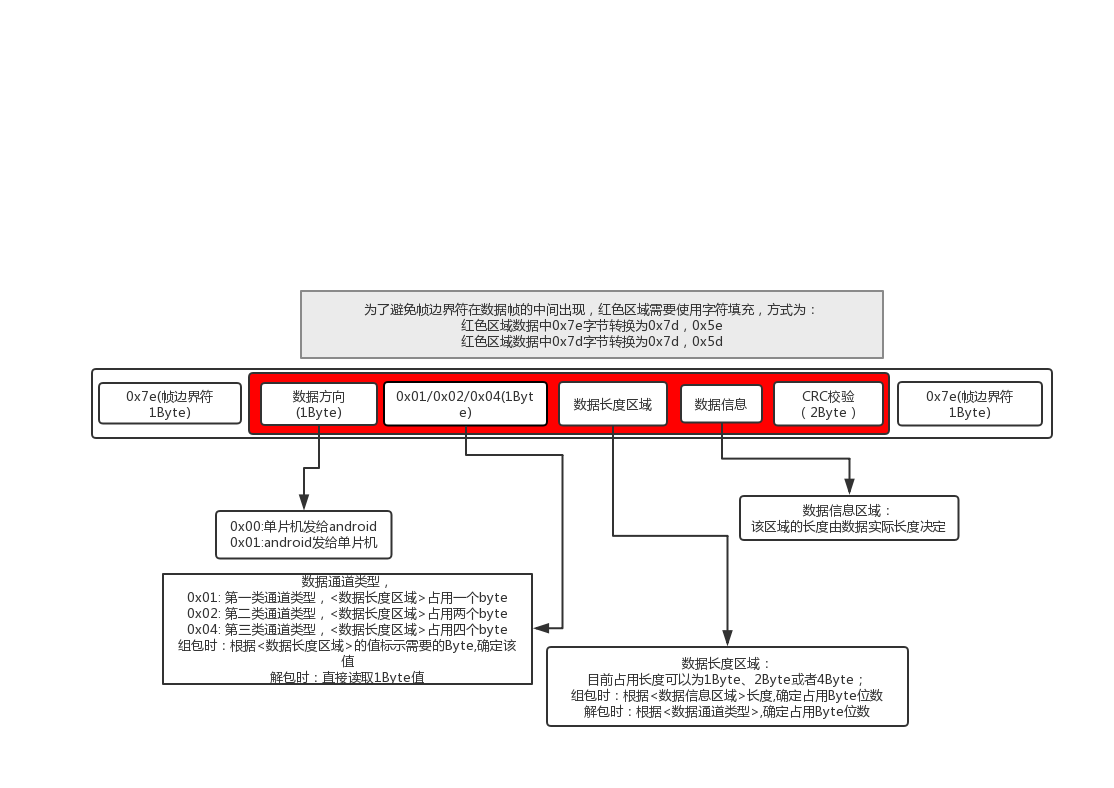 为了避免帧边界符在数据帧的中间出现，红色区域需要使用字符填充，方式为：
红色区域数据中0x7e字节转换为0x7d，0x5e
红色区域数据中0x7d字节转换为0x7d，0x5d
0x7e(帧边界符
1Byte)
数据方向
(1Byte)
0x01/0x02/0x04(1Byt
e)
数据长度区域
数据信息
CRC校验
（2Byte）
0x7e(帧边界符
1Byte)
0x00:单片机发给android
0x01:android发给单片机
数据信息区域：
该区域的长度由数据实际长度决定
数据通道类型，
0x01: 第一类通道类型，<数据长度区域>占用一个byte
0x02: 第二类通道类型，<数据长度区域>占用两个byte
0x04: 第三类通道类型，<数据长度区域>占用四个byte
组包时：根据<数据长度区域>的值标示需要的Byte,确定该
值
解包时：直接读取1Byte值
数据长度区域：
目前占用长度可以为1Byte、2Byte或者4Byte；
组包时：根据<数据信息区域>长度,确定占用Byte位数
解包时：根据<数据通道类型>,确定占用Byte位数